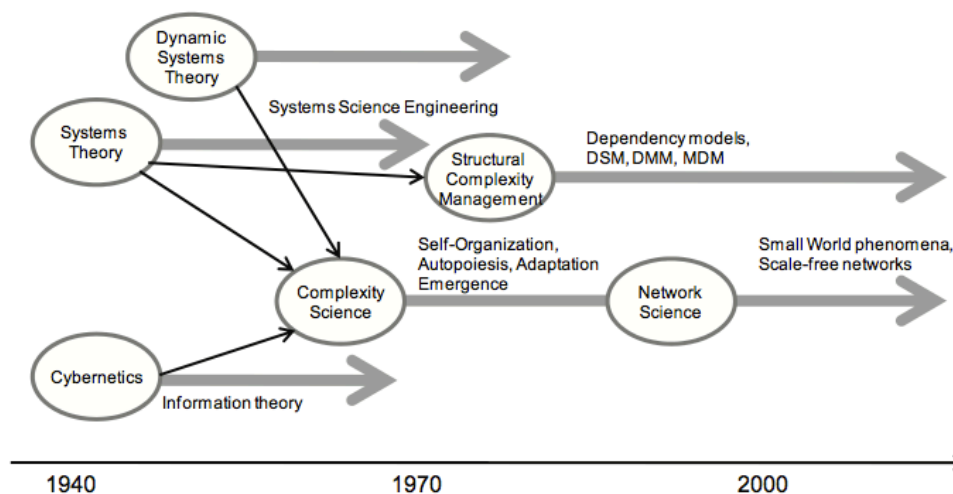 Dynamic
Systems
Theory
Systems Science Engineering
Systems
Theory
Structural
Complexity
Management
Dependency models,
DSM, DMM, MDM
Self-Organization,
Autopoiesis, Adaptation
Emergence
Small World phenomena,
Scale-free networks
Complexity
Science
Network
Science
Cybernetics
Information theory
1940
1970
2000